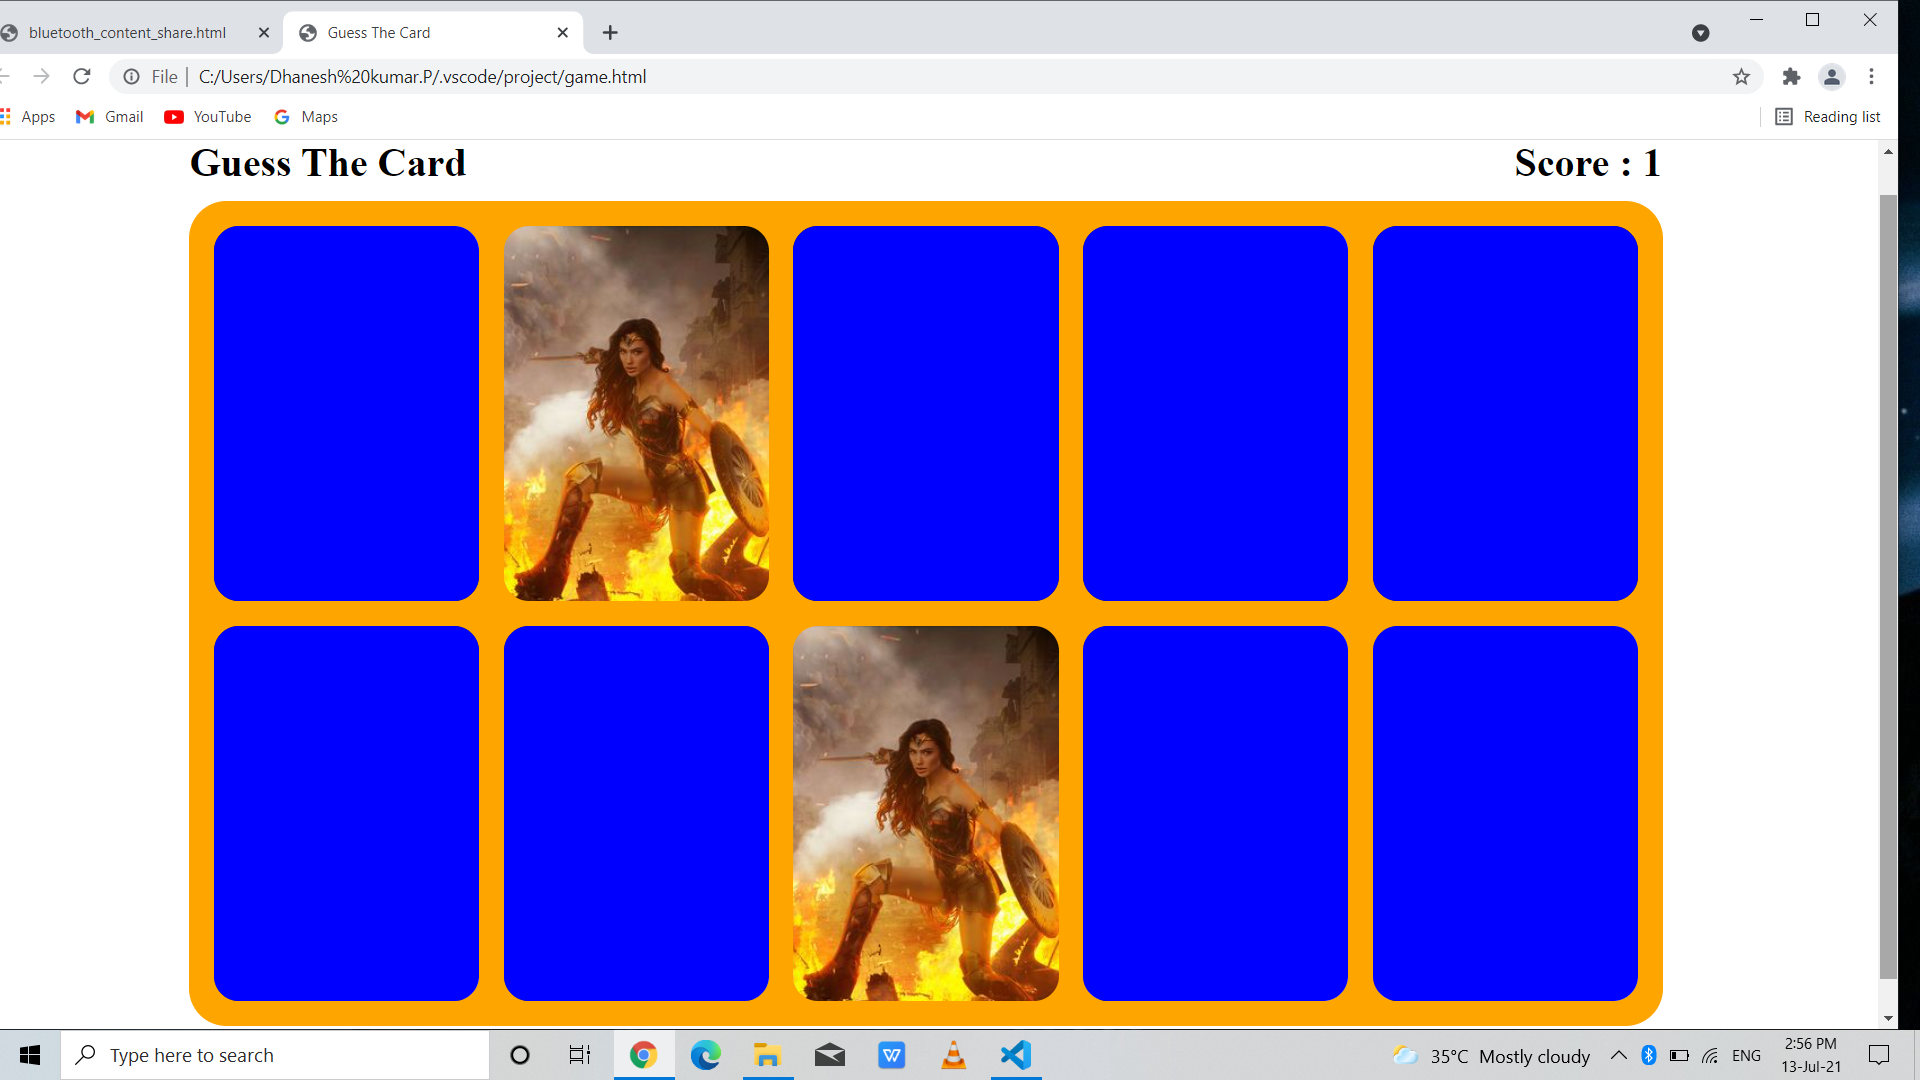 bluetooth_content_share.html
Guess The Card
File
C:/Users/Dhanesh%20kumar.P/.vscode/project/game.html
Apps
Gmail
YouTube
Maps
Reading list
Guess The Card
Score : 1
Type here to search
W
35°C Mostly cloudy
ENG
2:56 PM
13-Jul-21